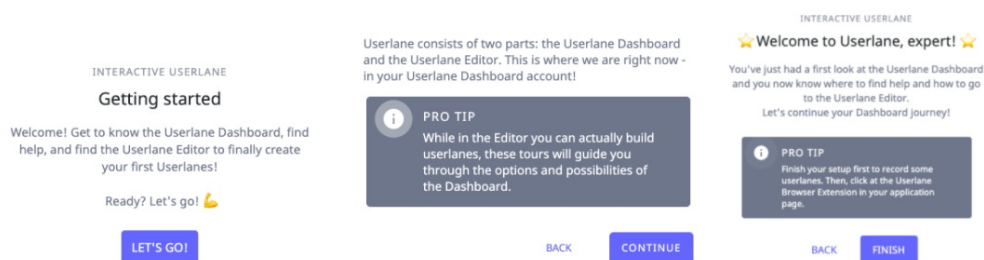 INTERACTIVE USERLANE
Getting started
Welcome! Get to know the Userlane Dashboard, find
help, and find the Userlane Editor to finally create
your first Userlanes!
Ready? Let's go! 💪
LET'S GO!
Userlane consists of two parts: the Userlane Dashboard
and the Userlane Editor. This is where we are right now -
in your Userlane Dashboard account!
PRO TIP
While in the Editor you can actually build
userlanes, these tours will guide you
through the options and possibilities of
the Dashboard.
BACK
CONTINUE
INTERACTIVE USERLANE
⭐Welcome to Userlane, expert! ⭐
You've just had a first look at the Userlane Dashboard
and you now know where to find help and how to go
to the Userlane Editor.
Let's continue your Dashboard journey!
PRO TIP
Finish your setup first to record some
userlanes. Then, click at the Userlane
Browser Extension in your application
page.
BACK
FINISH